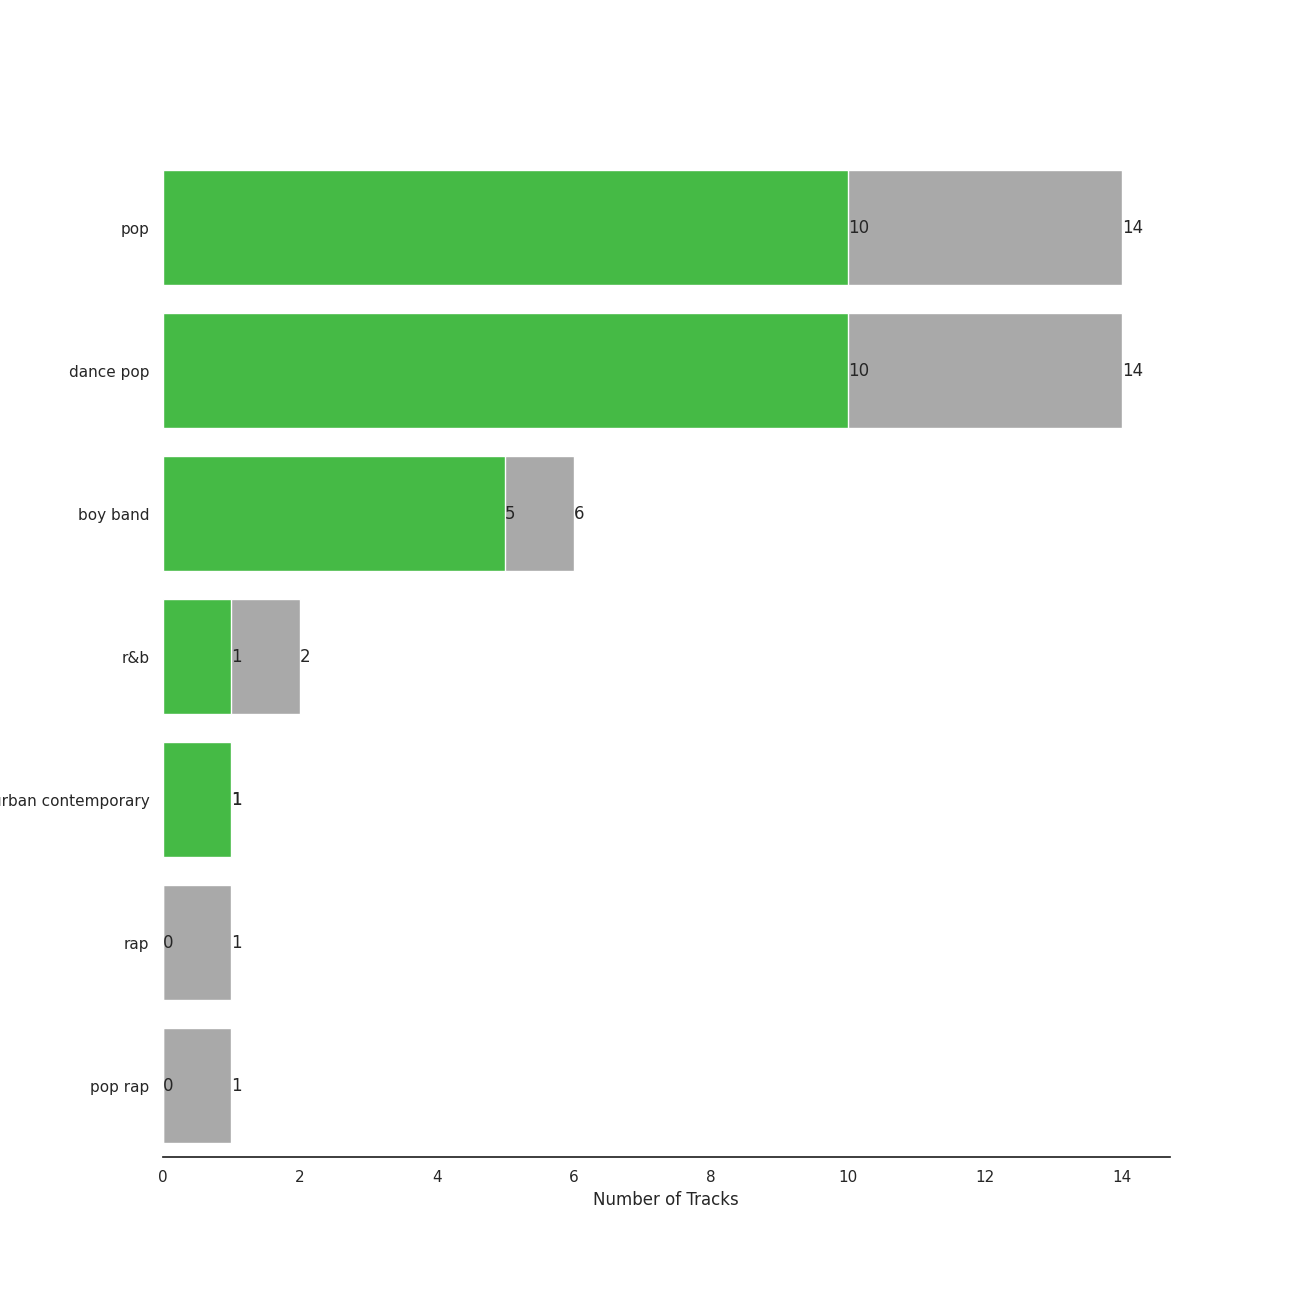 pop 10 14
dance pop 10 14
boy band 5 6
r&b 1 2
rban contemporary 1
rap 0 1
pop rap 0 1
0 2 4 6 8 10 12 14
Number of Tracks